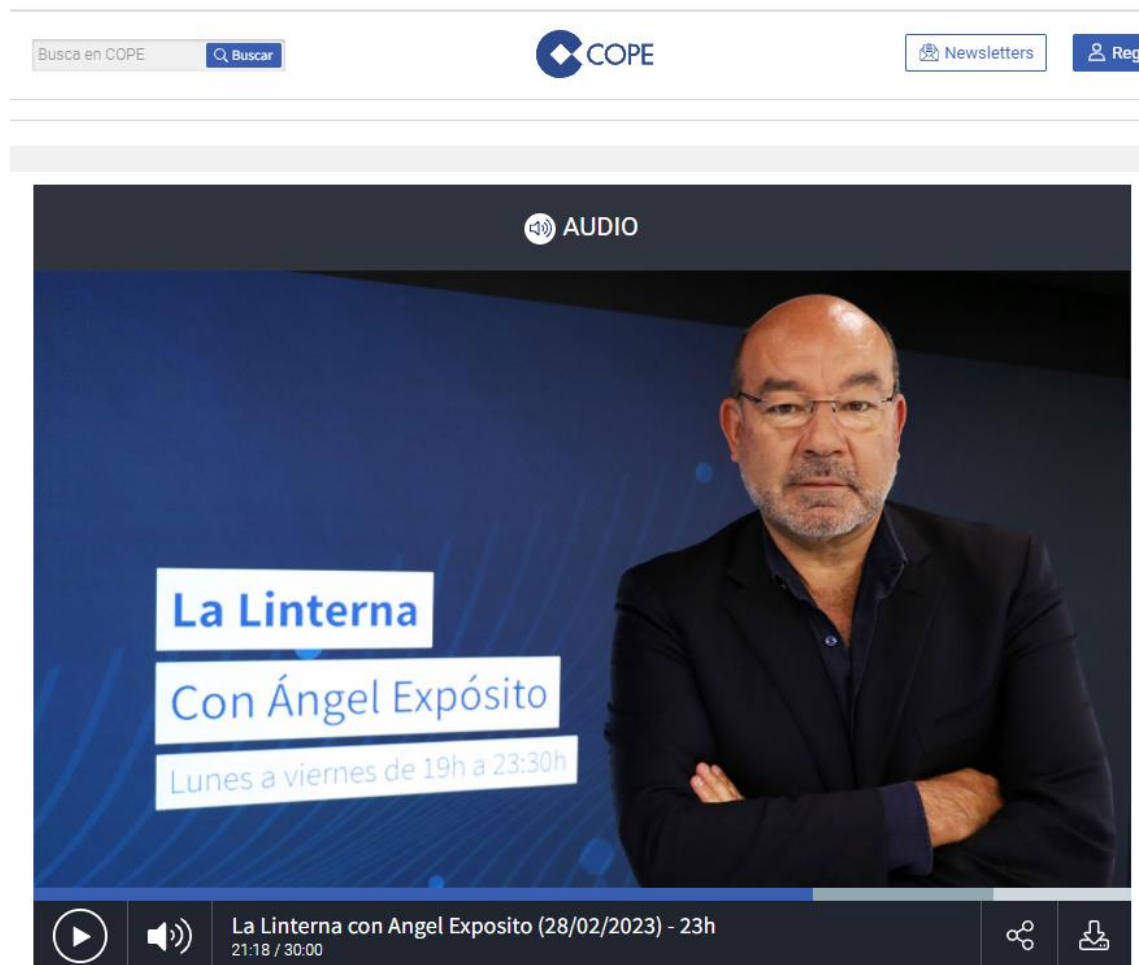 Busca en COPE
Buscar
COPE
Newsletters
Reg
AUDIO
La Linterna
Con Ángel Expósito
Lunes a viernes de 19h a 23:30h
La Linterna con Angel Exposito (28/02/2023) - 23h
21:18 / 30:00